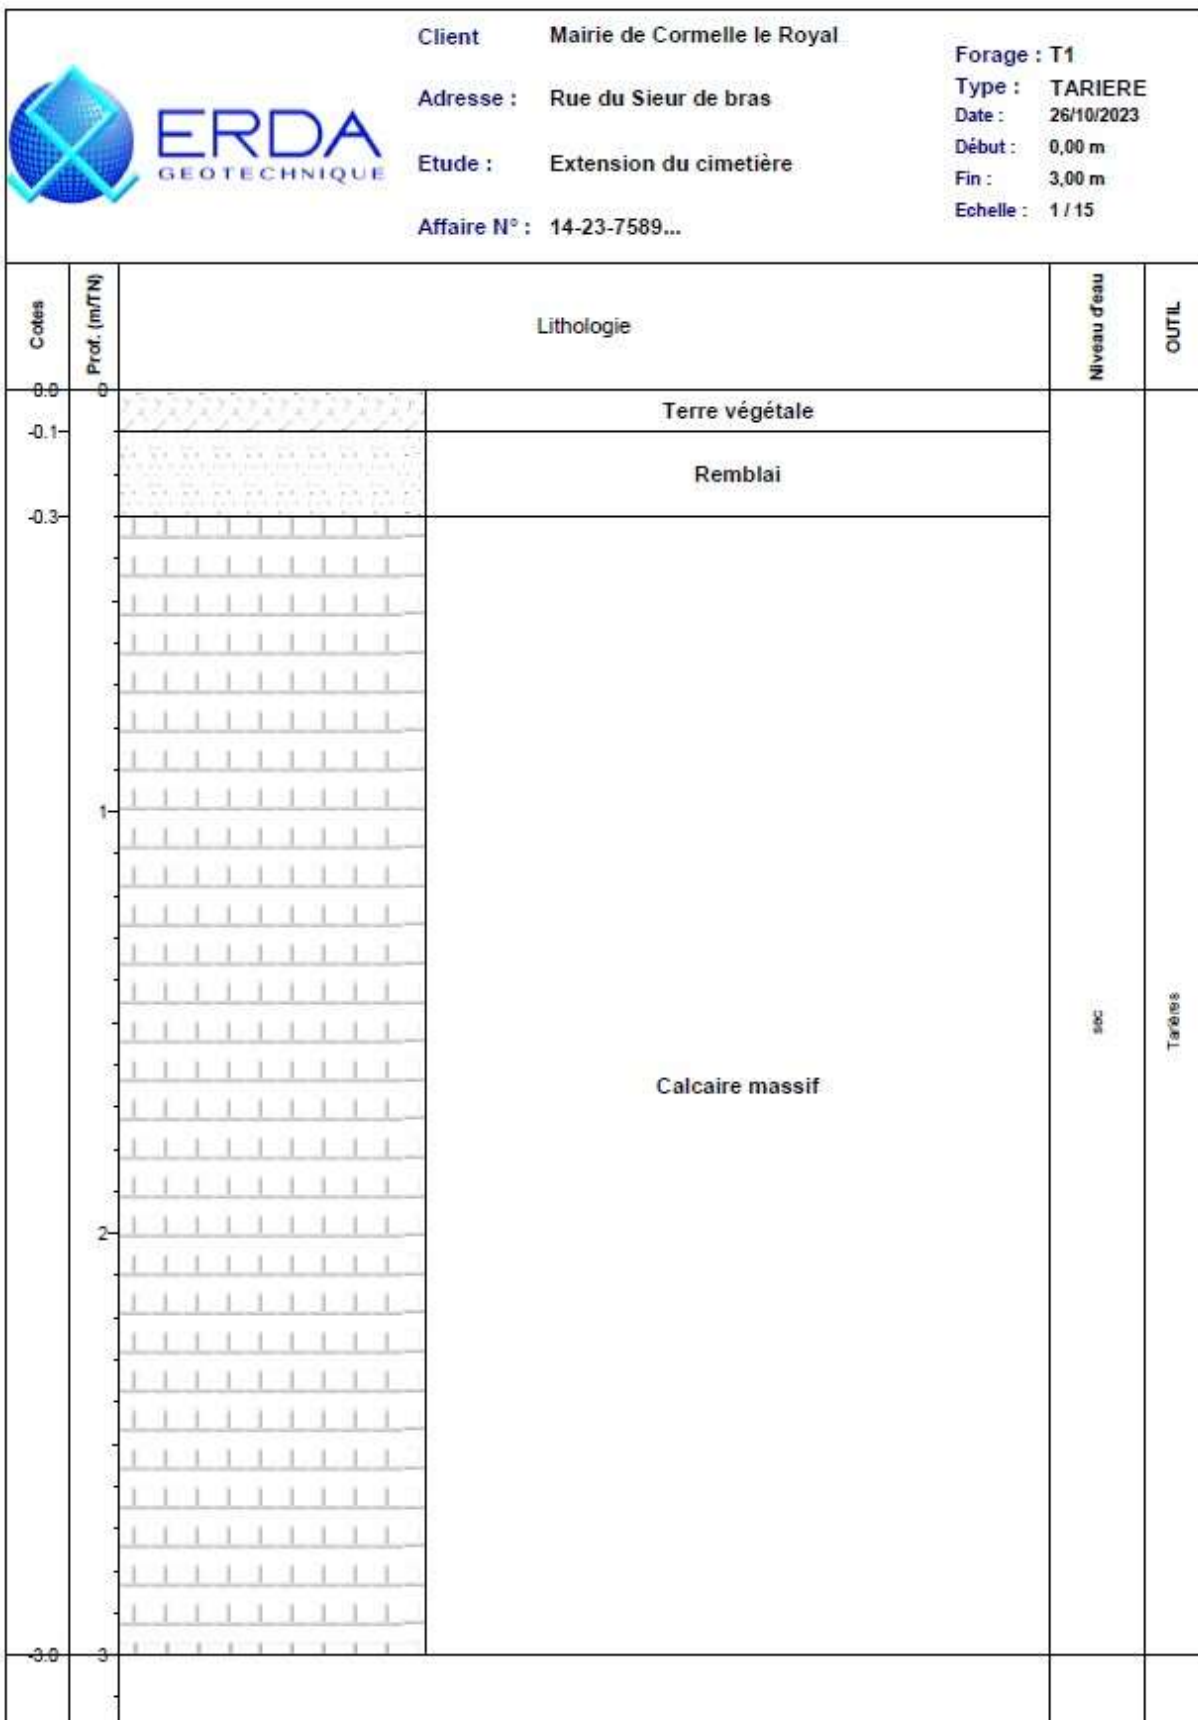 ERDA
GEOTECHNIQUE
Client Mairie de Cormelle le Royal
Adresse : Rue du Sieur de bras
Etude : Extension du cimetière
Affaire N° : 14-23-7589...
Forage : T1
Type : TARIERE
Date : 26/10/2023
Début : 0,00 m
Fin : 3,00 m
Echelle : 1 / 15
Cotes Prof. (m/TN) Lithologie Niveau d'eau OUTIL
0.0 0
Terre végétale
-0.1
Remblai
-0.3
1
sec Tarières
Calcaire massif
2
-3.0 3